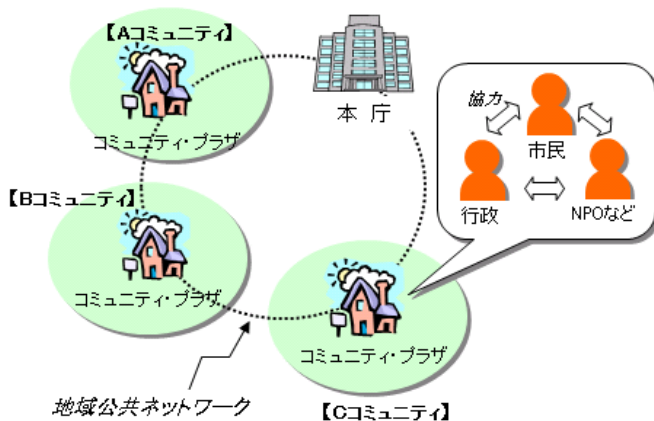 【Aコミュニティ】
コミュニティ・プラザ
本 庁
協力
市民
行政
NPOなど
【Bコミュニティ】
コミュニティ・プラザ
コミュニティ・プラザ
【Cコミュニティ】
地域公共ネットワーク